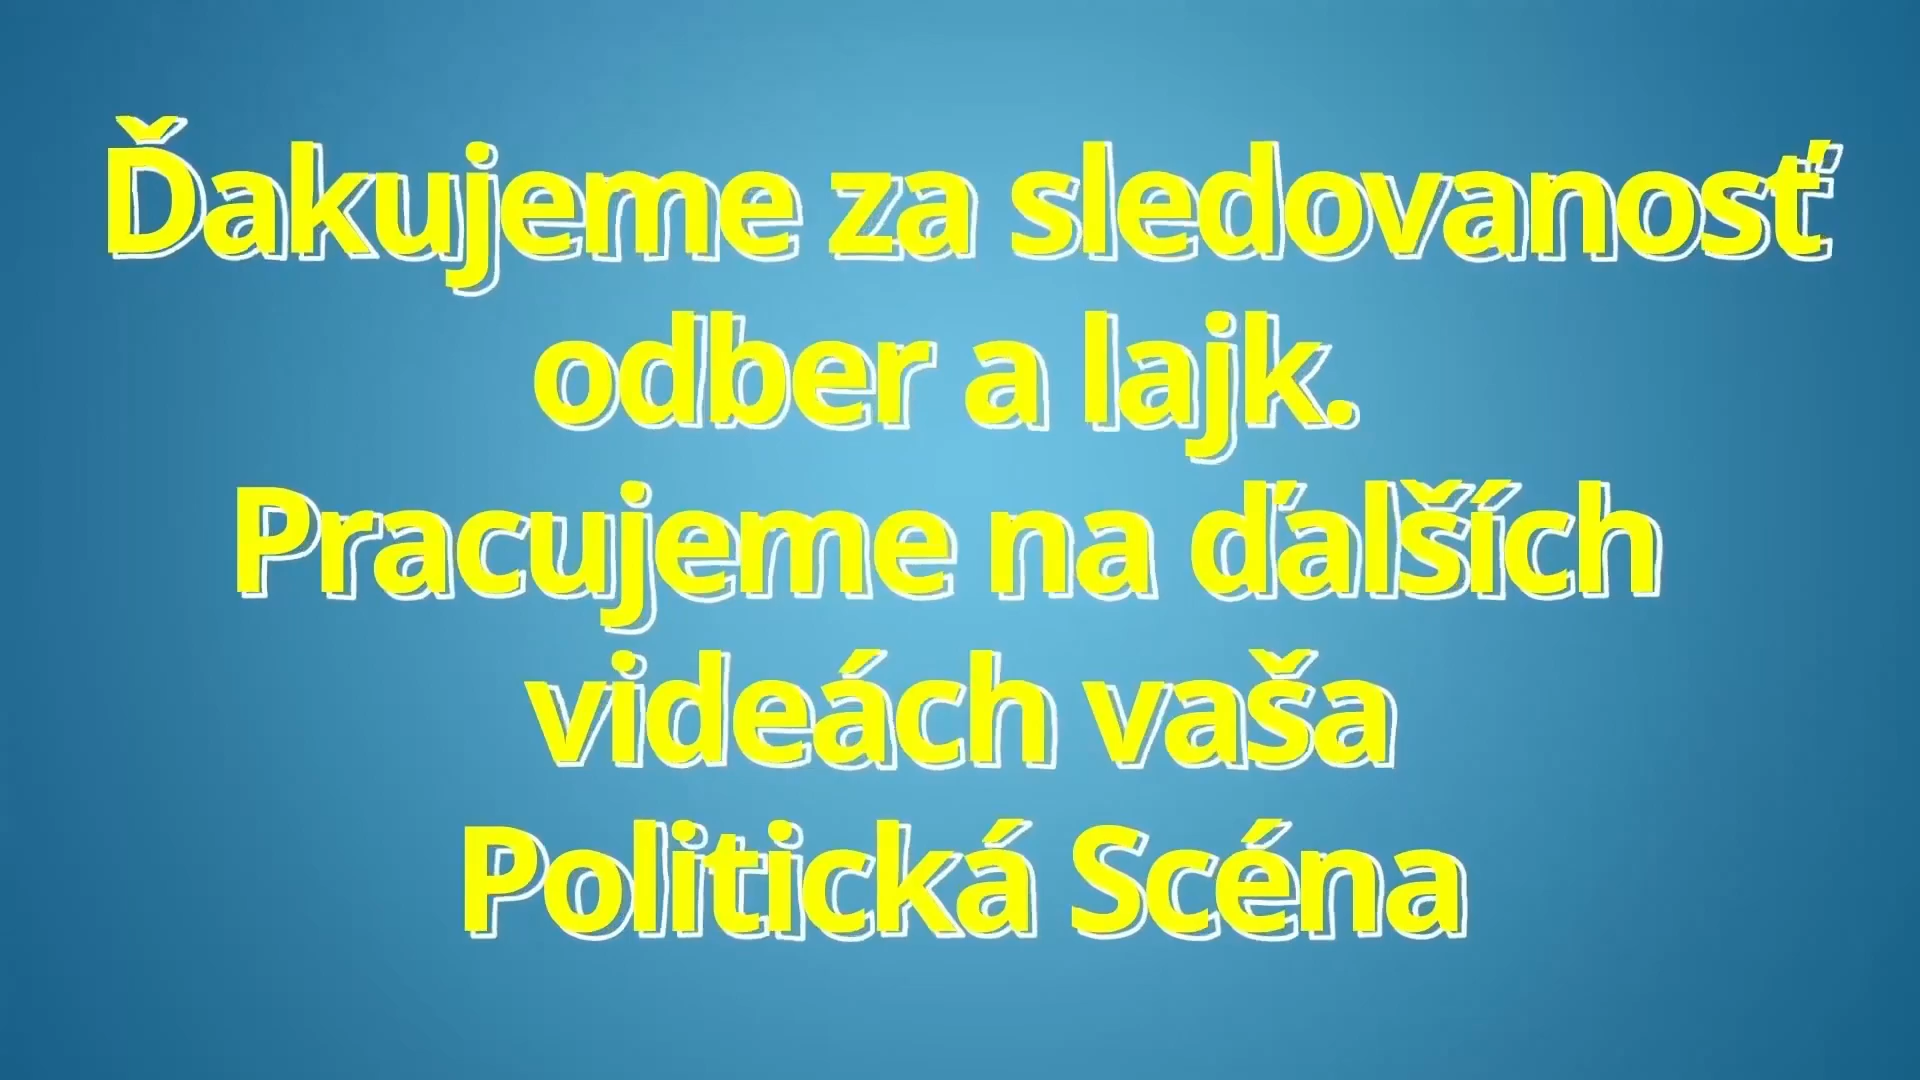 Ďakujeme za sledovanosť
odber a lajk.
Pracujeme na ďalších
videách vaša
Politická Scéna